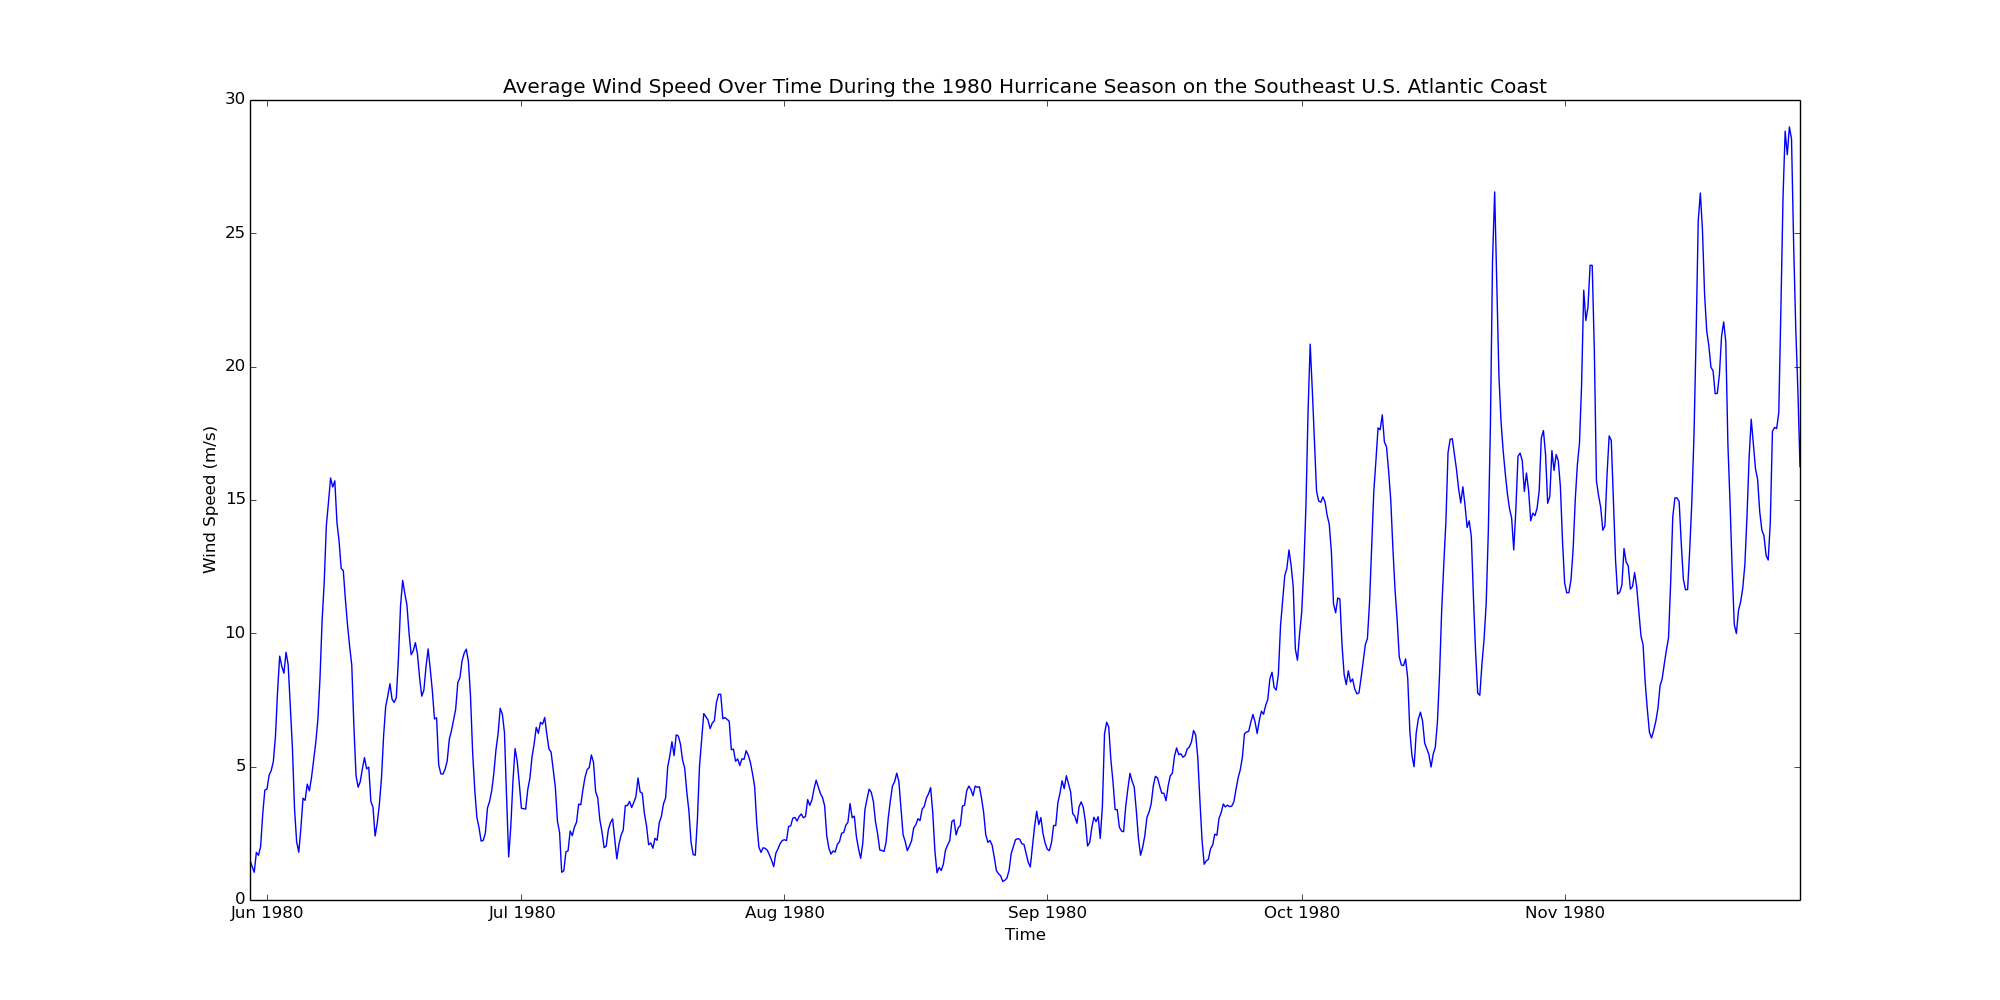 Average Wind Speed Over Time During the 1980 Hurricane Season on the Southeast U.S. Atlantic Coast
30
25
20
15
10
5
0
Wind Speed (m/s)
Jun 1980 Jul 1980 Aug 1980 Sep 1980 Oct 1980 Nov 1980
Time